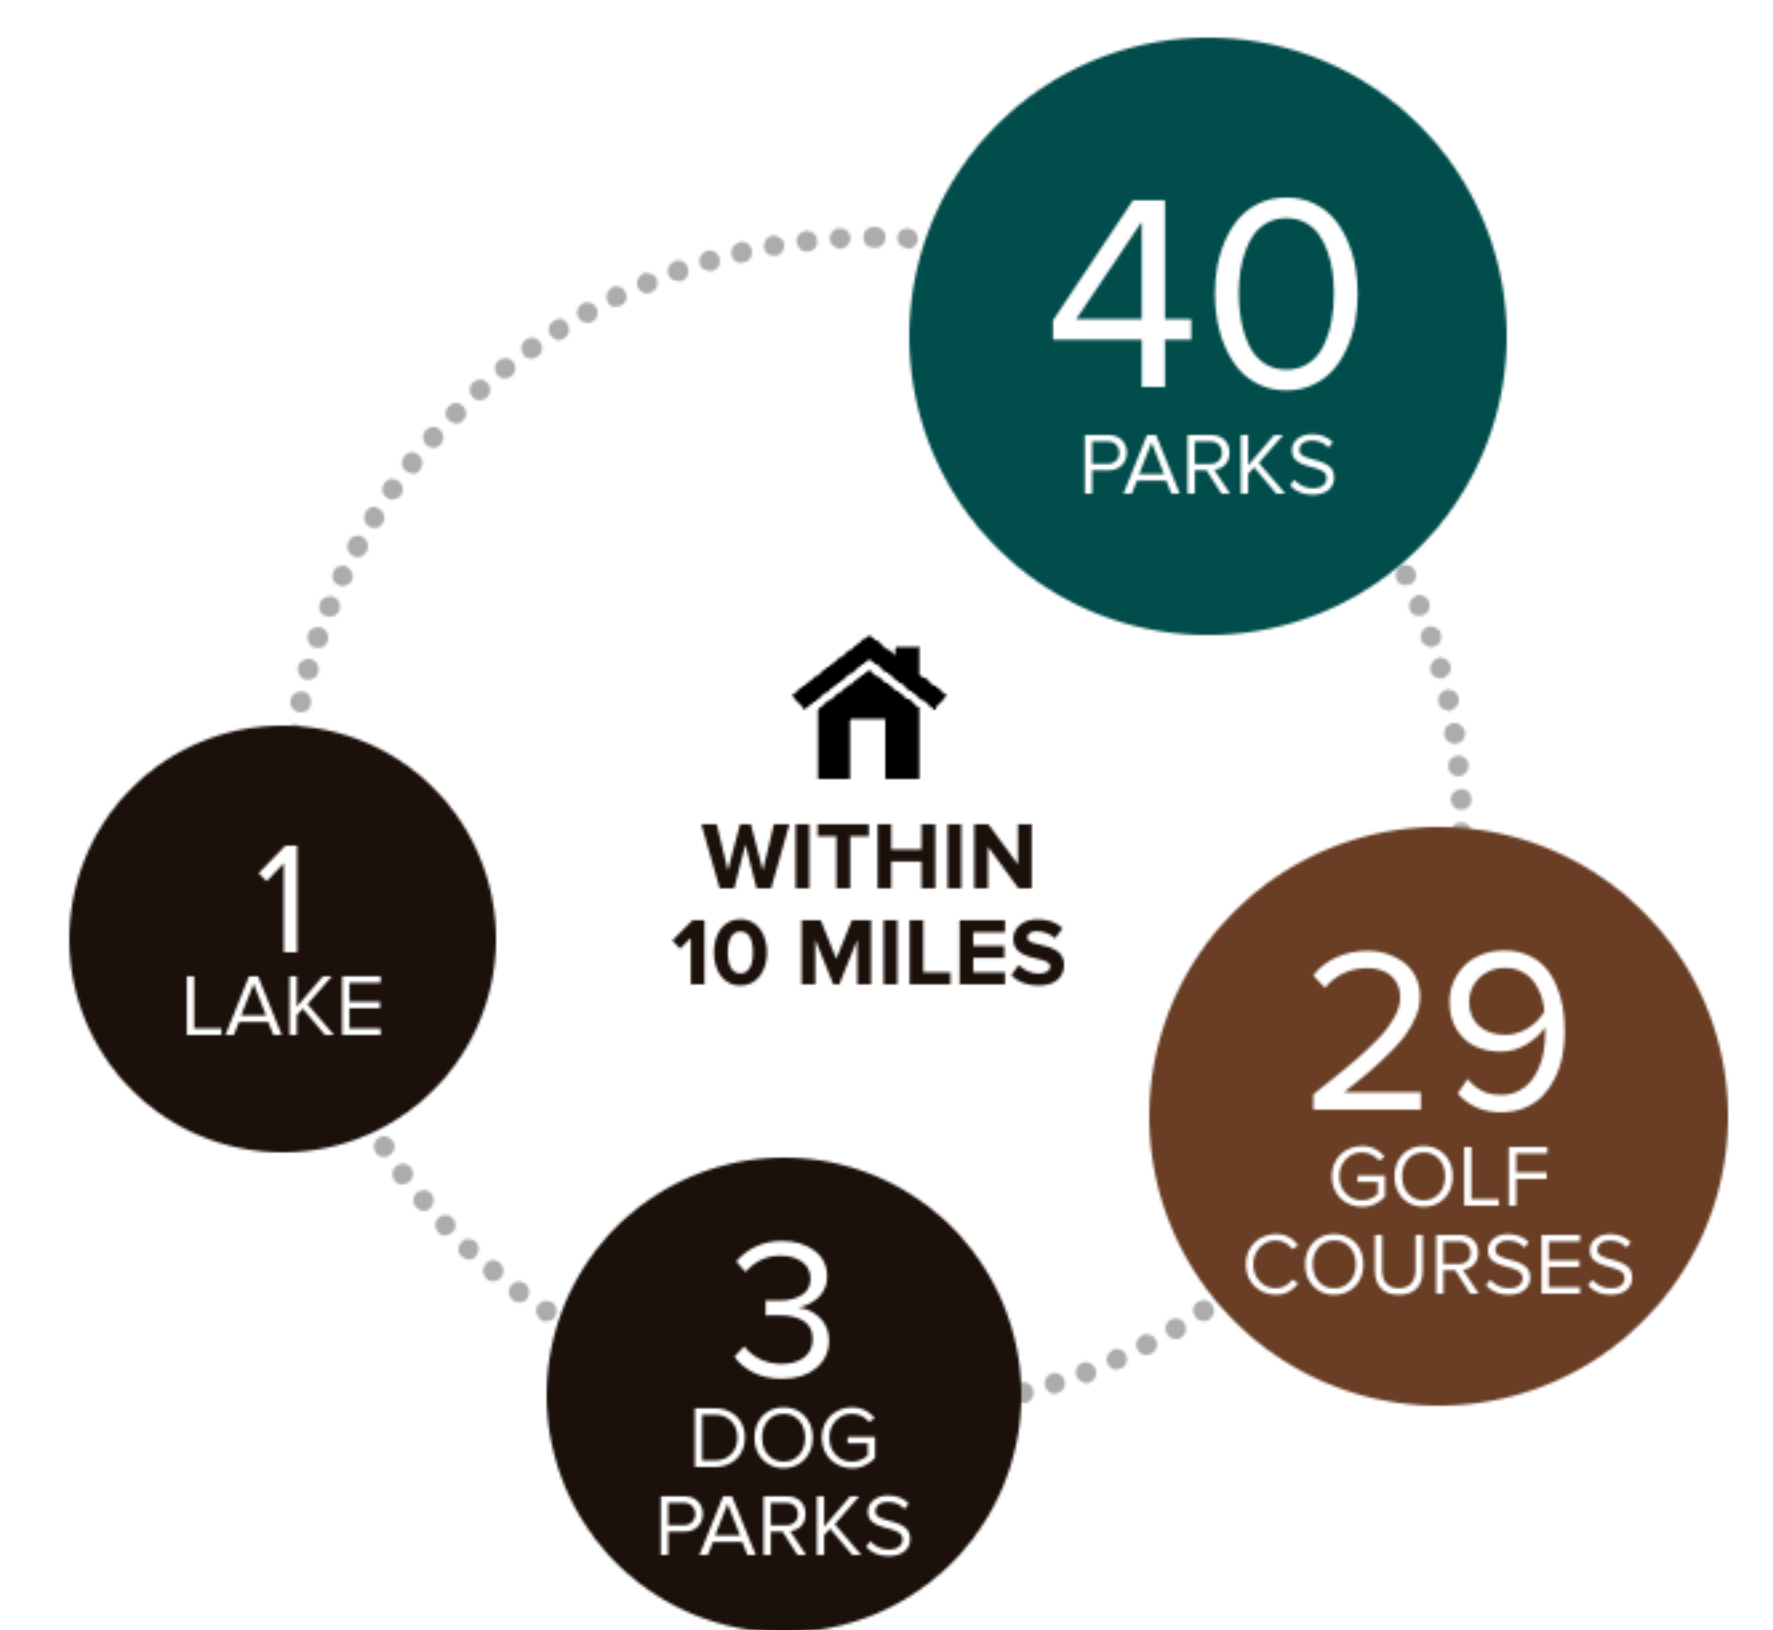 40
PARKS
WITHIN
10 MILES
1
LAKE
29
GOLF
COURSES
3
DOG
PARKS